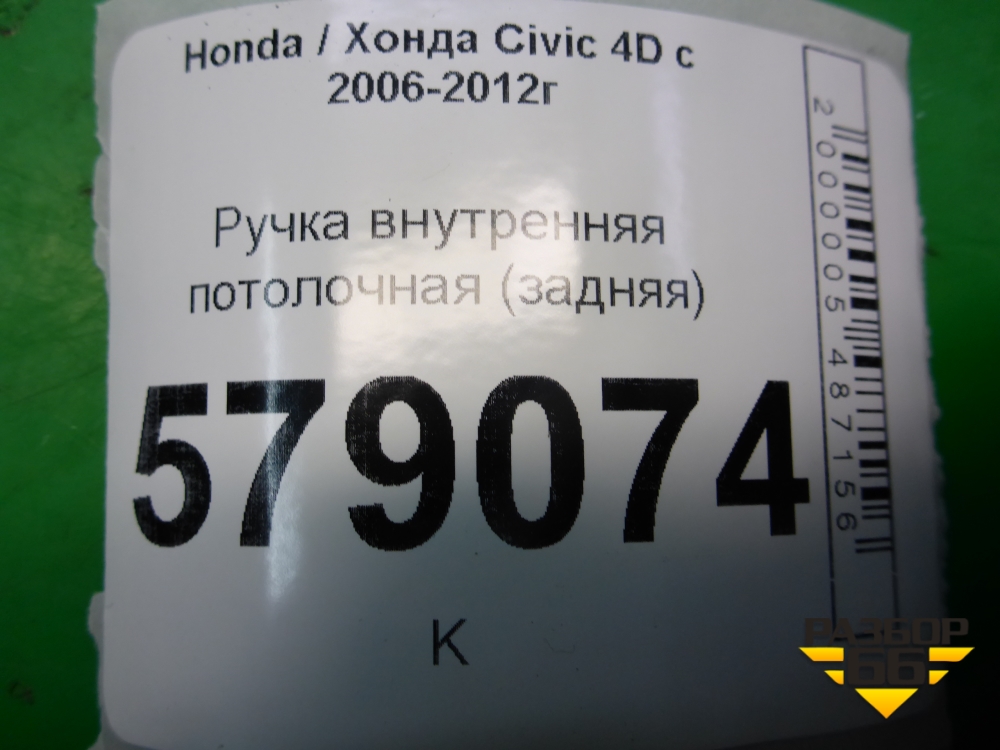 Honda / Хонда Civic 4D с
2006-2012г
Ручка внутренняя
потолочная (задняя)
579074
К
2000005487156
РАЗБОР
66